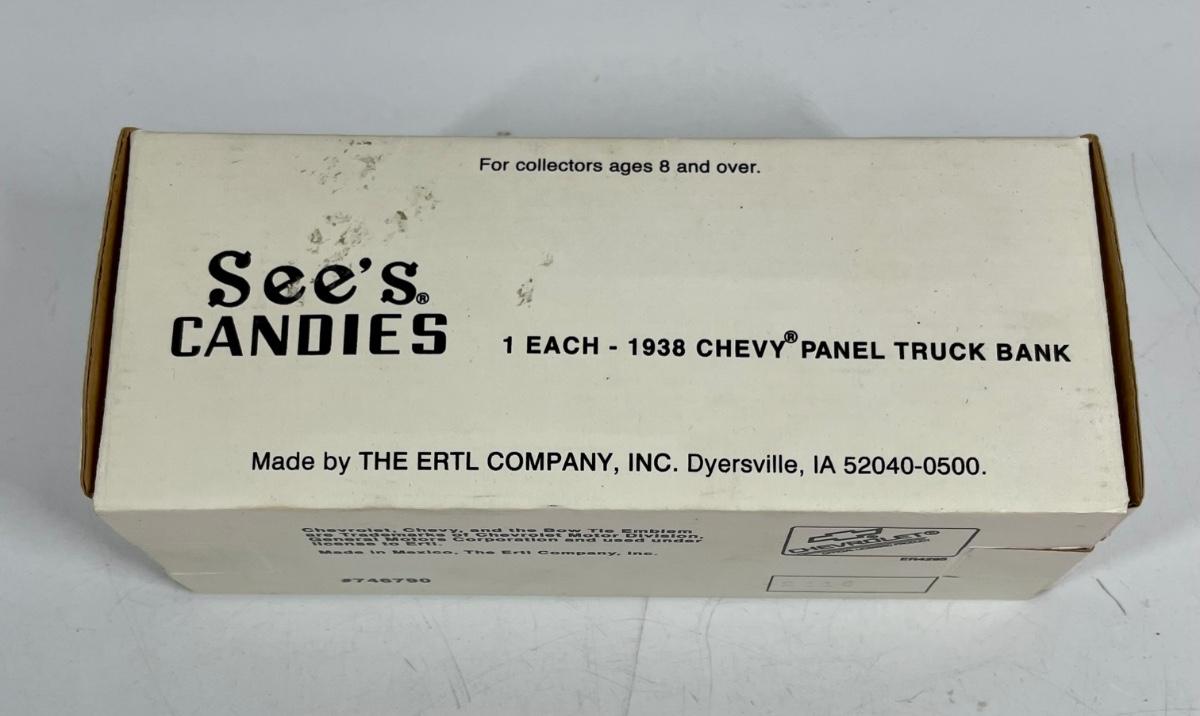 For collectors ages 8 and over.
See's®
CANDIES
1 EACH - 1938 CHEVY® PANEL TRUCK BANK
Made by THE ERTL COMPANY, INC. Dyersville, IA 52040-0500.
Chevrolet, Chevy, and the Bow Tie Emblem
are Trademarks of Chevrolet Motor Division,
General Motors Corporation and used under
license to Ertl.
Made in Mexico, The Ertl Company, Inc.
#746790
CHEVROLET®